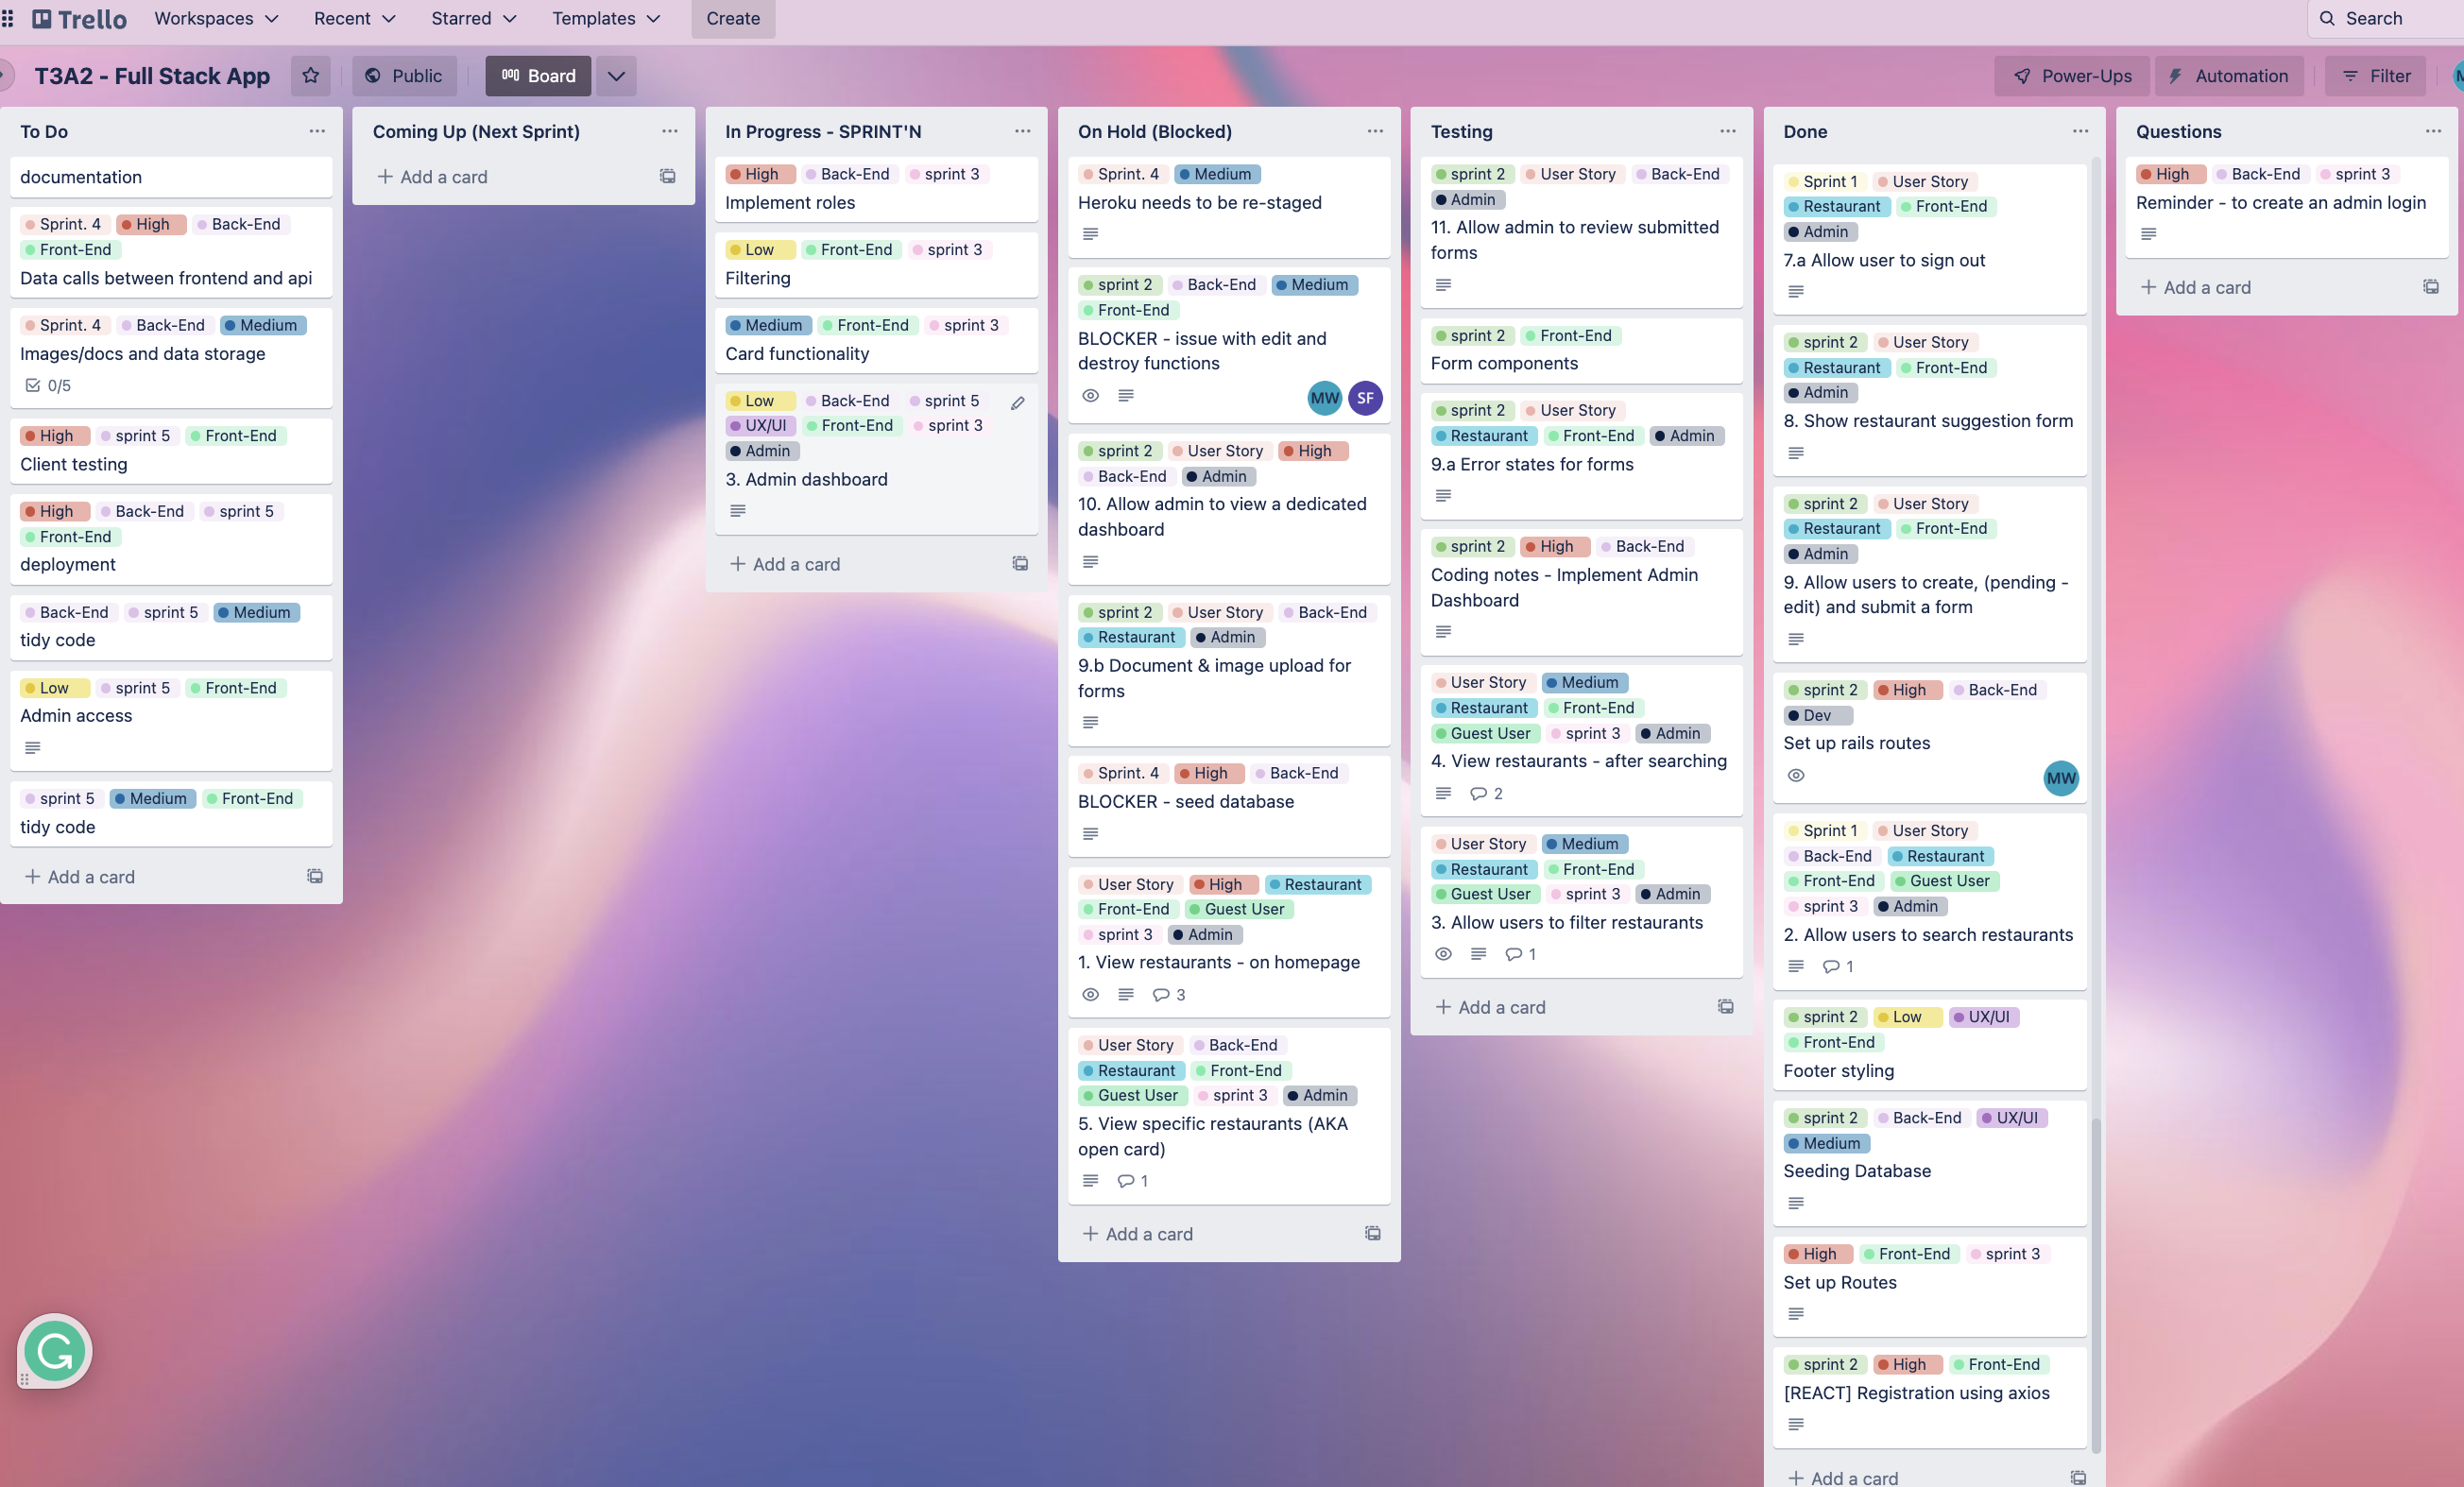 Trello Workspaces Recent Starred Templates Create Search
T3A2 - Full Stack App Public Board Power-Ups Automation Filter
To Do
documentation
Sprint. 4 High Back-End
Front-End
Data calls between frontend and api
Sprint. 4 Back-End Medium
Images/docs and data storage
0/5
High sprint 5 Front-End
Client testing
High Back-End sprint 5
Front-End
deployment
Back-End sprint 5 Medium
tidy code
Low sprint 5 Front-End
Admin access
sprint 5 Medium Front-End
tidy code
+ Add a card
Coming Up (Next Sprint)
+ Add a card
In Progress - SPRINT'N
High Back-End sprint 3
Implement roles
Low Front-End sprint 3
Filtering
Medium Front-End sprint 3
Card functionality
Low Back-End sprint 5
UX/UI Front-End sprint 3
Admin
3. Admin dashboard
+ Add a card
On Hold (Blocked)
Sprint. 4 Medium
Heroku needs to be re-staged
sprint 2 Back-End Medium
Front-End
BLOCKER - issue with edit and
destroy functions
MW SF
sprint 2 User Story High
Back-End Admin
10. Allow admin to view a dedicated
dashboard
sprint 2 User Story Back-End
Restaurant Admin
9.b Document & image upload for
forms
Sprint. 4 High Back-End
BLOCKER - seed database
User Story High Restaurant
Front-End Guest User
sprint 3 Admin
1. View restaurants - on homepage
3
User Story Back-End
Restaurant Front-End
Guest User sprint 3 Admin
5. View specific restaurants (AKA
open card)
1
+ Add a card
Testing
sprint 2 User Story Back-End
Admin
11. Allow admin to review submitted
forms
sprint 2 Front-End
Form components
sprint 2 User Story
Restaurant Front-End Admin
9.a Error states for forms
sprint 2 High Back-End
Coding notes - Implement Admin
Dashboard
User Story Medium
Restaurant Front-End
Guest User sprint 3 Admin
4. View restaurants - after searching
2
User Story Medium
Restaurant Front-End
Guest User sprint 3 Admin
3. Allow users to filter restaurants
1
+ Add a card
Done
Sprint 1 User Story
Restaurant Front-End
Admin
7.a Allow user to sign out
sprint 2 User Story
Restaurant Front-End
Admin
8. Show restaurant suggestion form
sprint 2 User Story
Restaurant Front-End
Admin
9. Allow users to create, (pending -
edit) and submit a form
sprint 2 High Back-End
Dev
Set up rails routes
MW
Sprint 1 User Story
Back-End Restaurant
Front-End Guest User
sprint 3 Admin
2. Allow users to search restaurants
1
sprint 2 Low UX/UI
Front-End
Footer styling
sprint 2 Back-End UX/UI
Medium
Seeding Database
High Front-End sprint 3
Set up Routes
sprint 2 High Front-End
[REACT] Registration using axios
+ Add a card
Questions
High Back-End sprint 3
Reminder - to create an admin login
+ Add a card